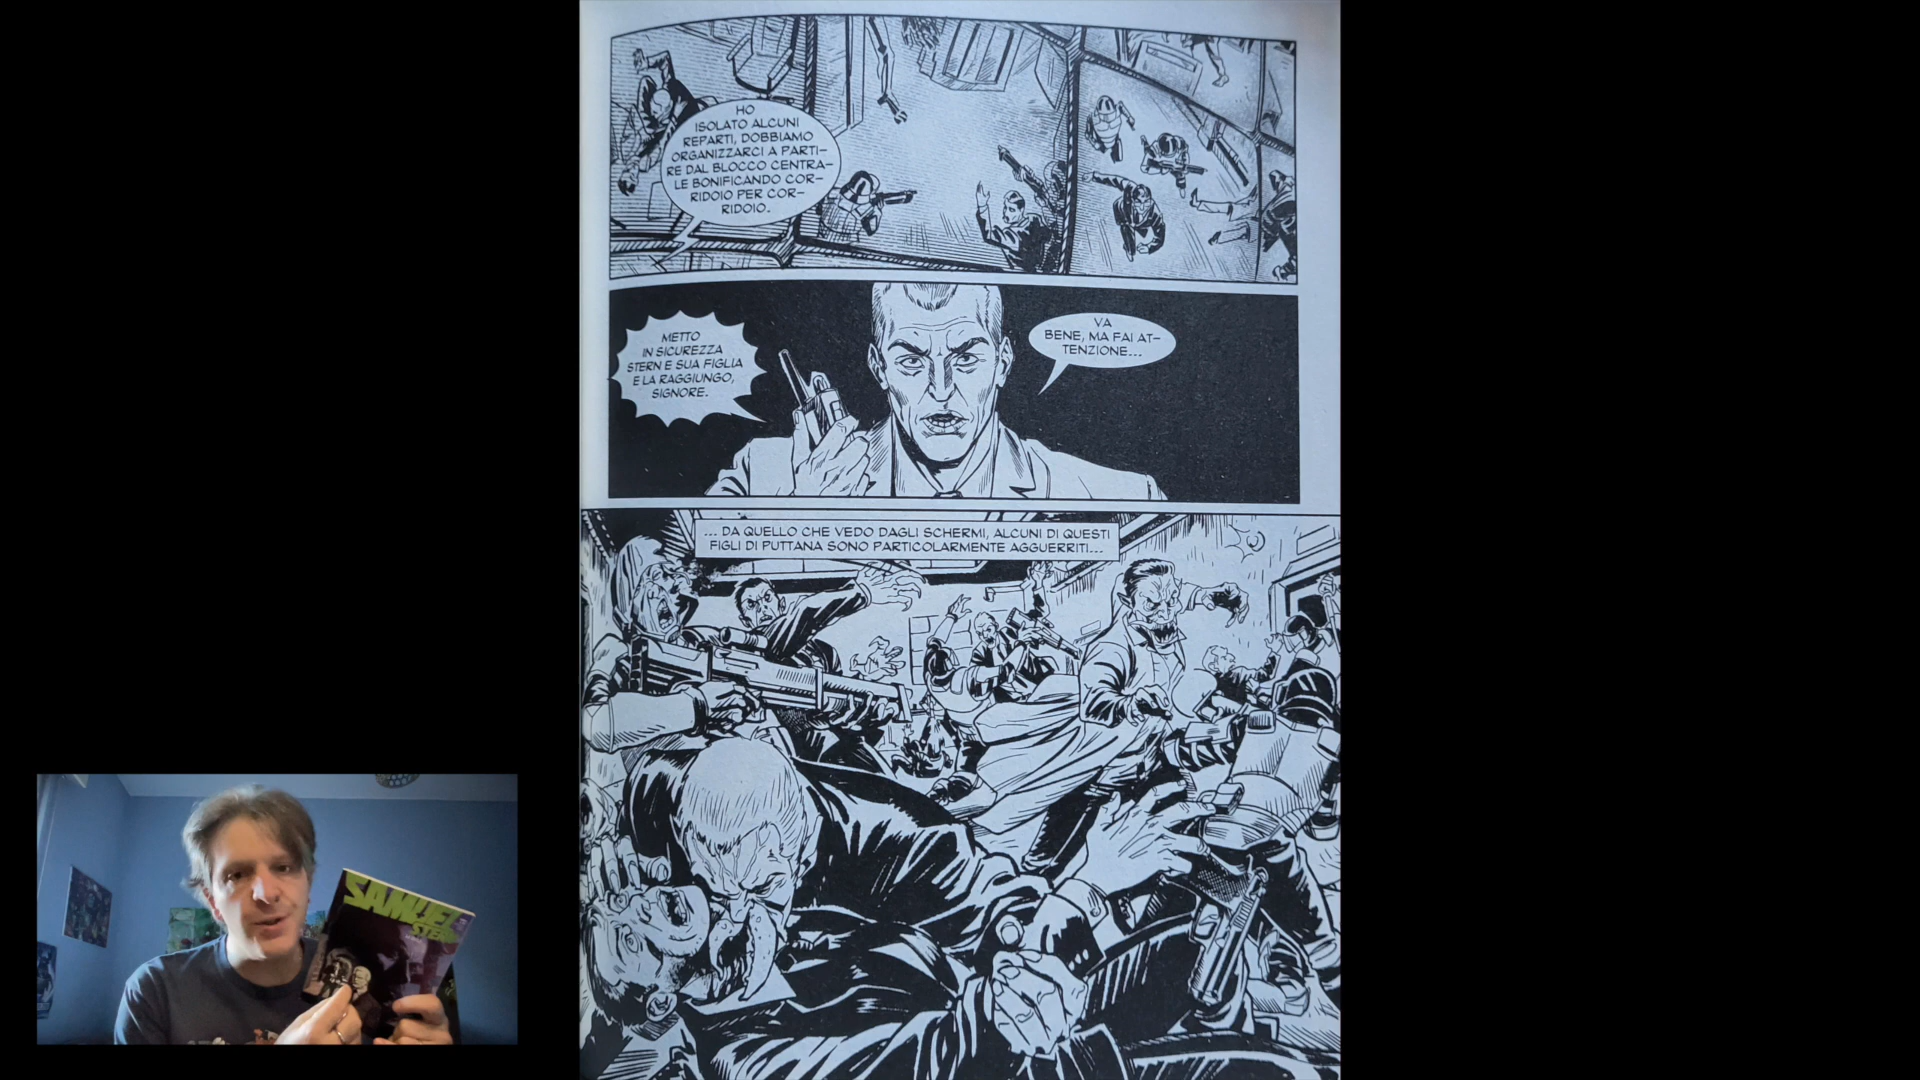 HO
ISOLATO ALCUNI
REPARTI, DOBBIAMO
ORGANIZZARCI A PARTI-
RE DAL BLOCCO CENTRA-
LE BONIFICANDO COR-
RIDOIO PER COR-
RIDOIO.
METTO
IN SICUREZZA
STERN E SUA FIGLIA
E LA RAGGIUNGO,
SIGNORE.
VA
BENE, MA FAI AT-
TENZIONE...
... DA QUELLO CHE VEDO DAGLI SCHERMI, ALCUNI DI QUESTI
FIGLI DI PUTTANA SONO PARTICOLARMENTE AGGUERRITI...
SAMUEL
STERN